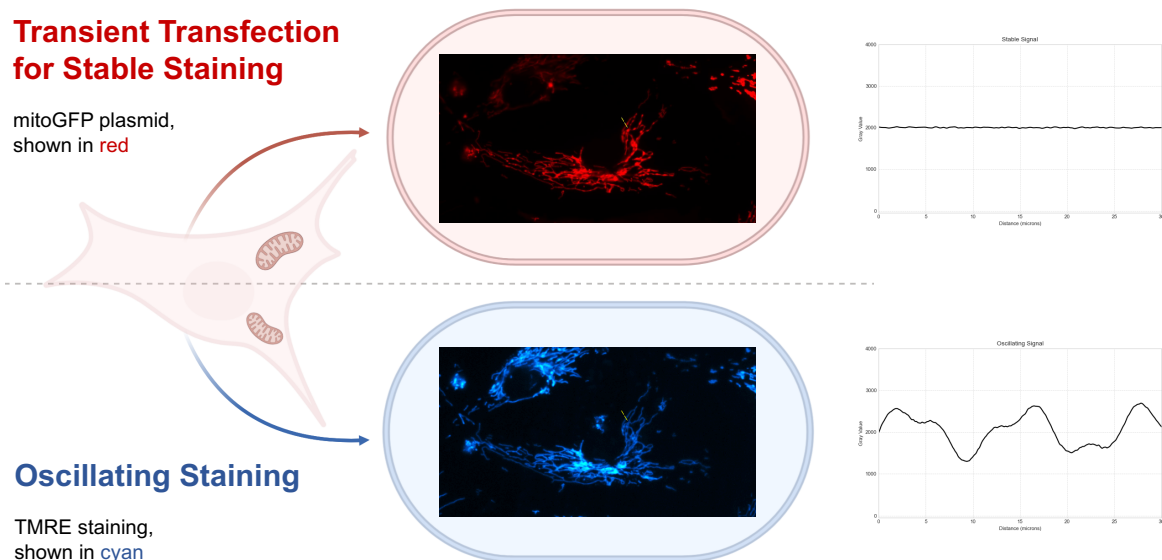 Transient Transfection
for Stable Staining
mitoGFP plasmid,
shown in red
Stable Signal
4000
3000
2000
1000
0
Gray Value
0 5 10 15 20 25 30
Distance (microns)
Oscillating Signal
4000
3000
2000
1000
0
Gray Value
0 5 10 15 20 25 30
Distance (microns)
Oscillating Staining
TMRE staining,
shown in cyan